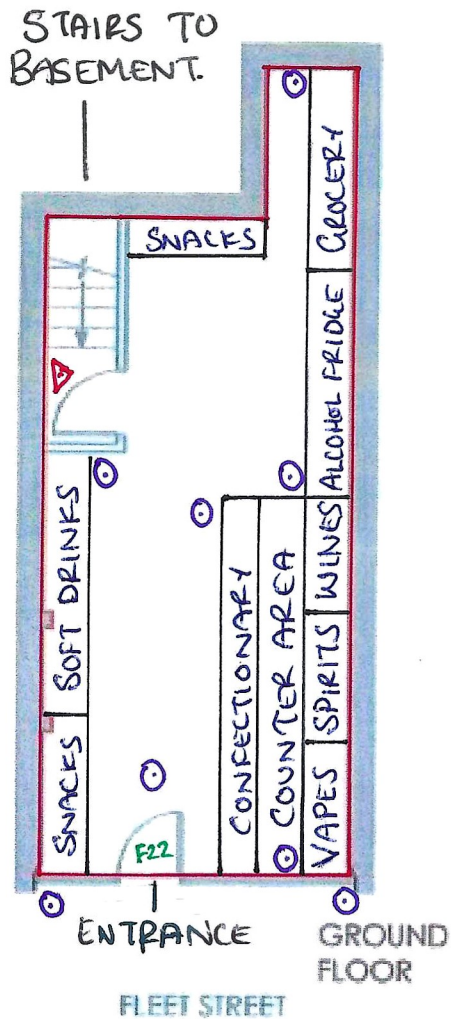 STAIRS TO
BASEMENT.
SNACKS
GROCERY
ALCOHOL FRIDGE
SOFT DRINKS
WINES
CONFECTIONARY
COUNTER AREA
SPIRITS
SNACKS
VAPES
F22
ENTRANCE
GROUND
FLOOR
FLEET STREET